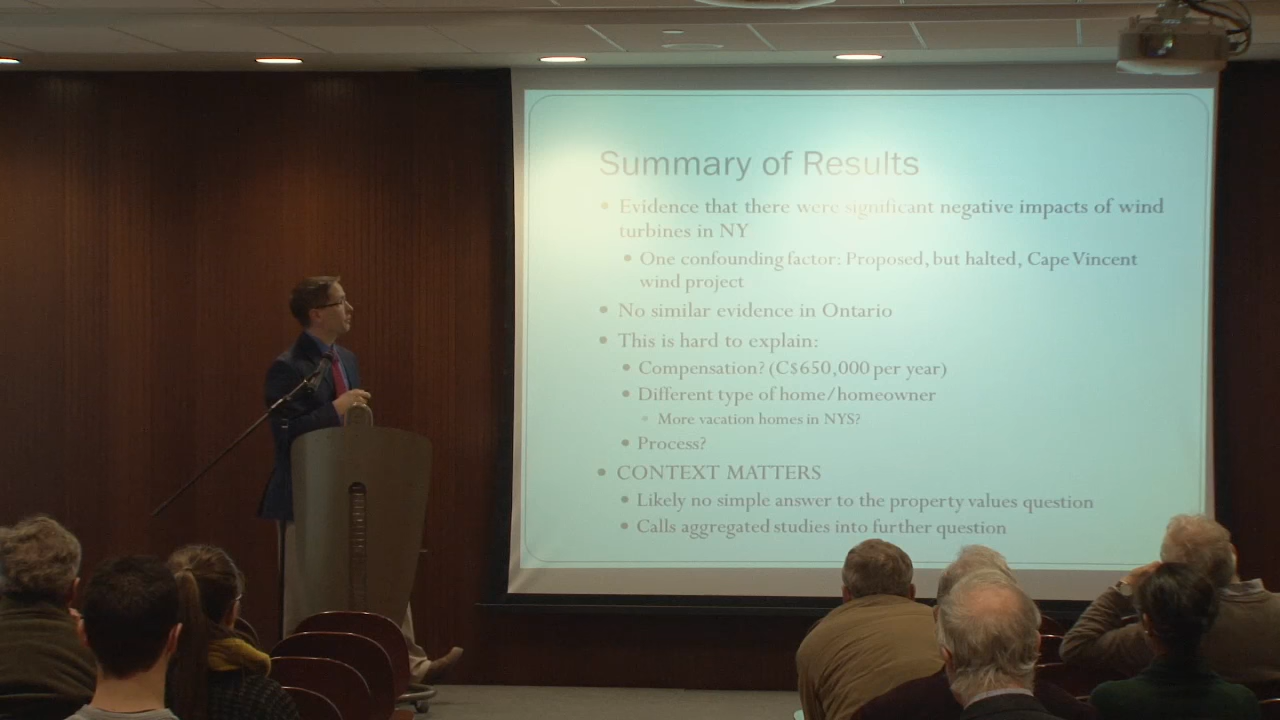 Summary of Results
Evidence that there were significant negative impacts of wind
turbines in NY
One confounding factor: Proposed, but halted, Cape Vincent
wind project
No similar evidence in Ontario
This is hard to explain:
Compensation? (C$650,000 per year)
Different type of home/homeowner
More vacation homes in NYS?
Process?
CONTEXT MATTERS
Likely no simple answer to the property values question
Calls aggregated studies into further question